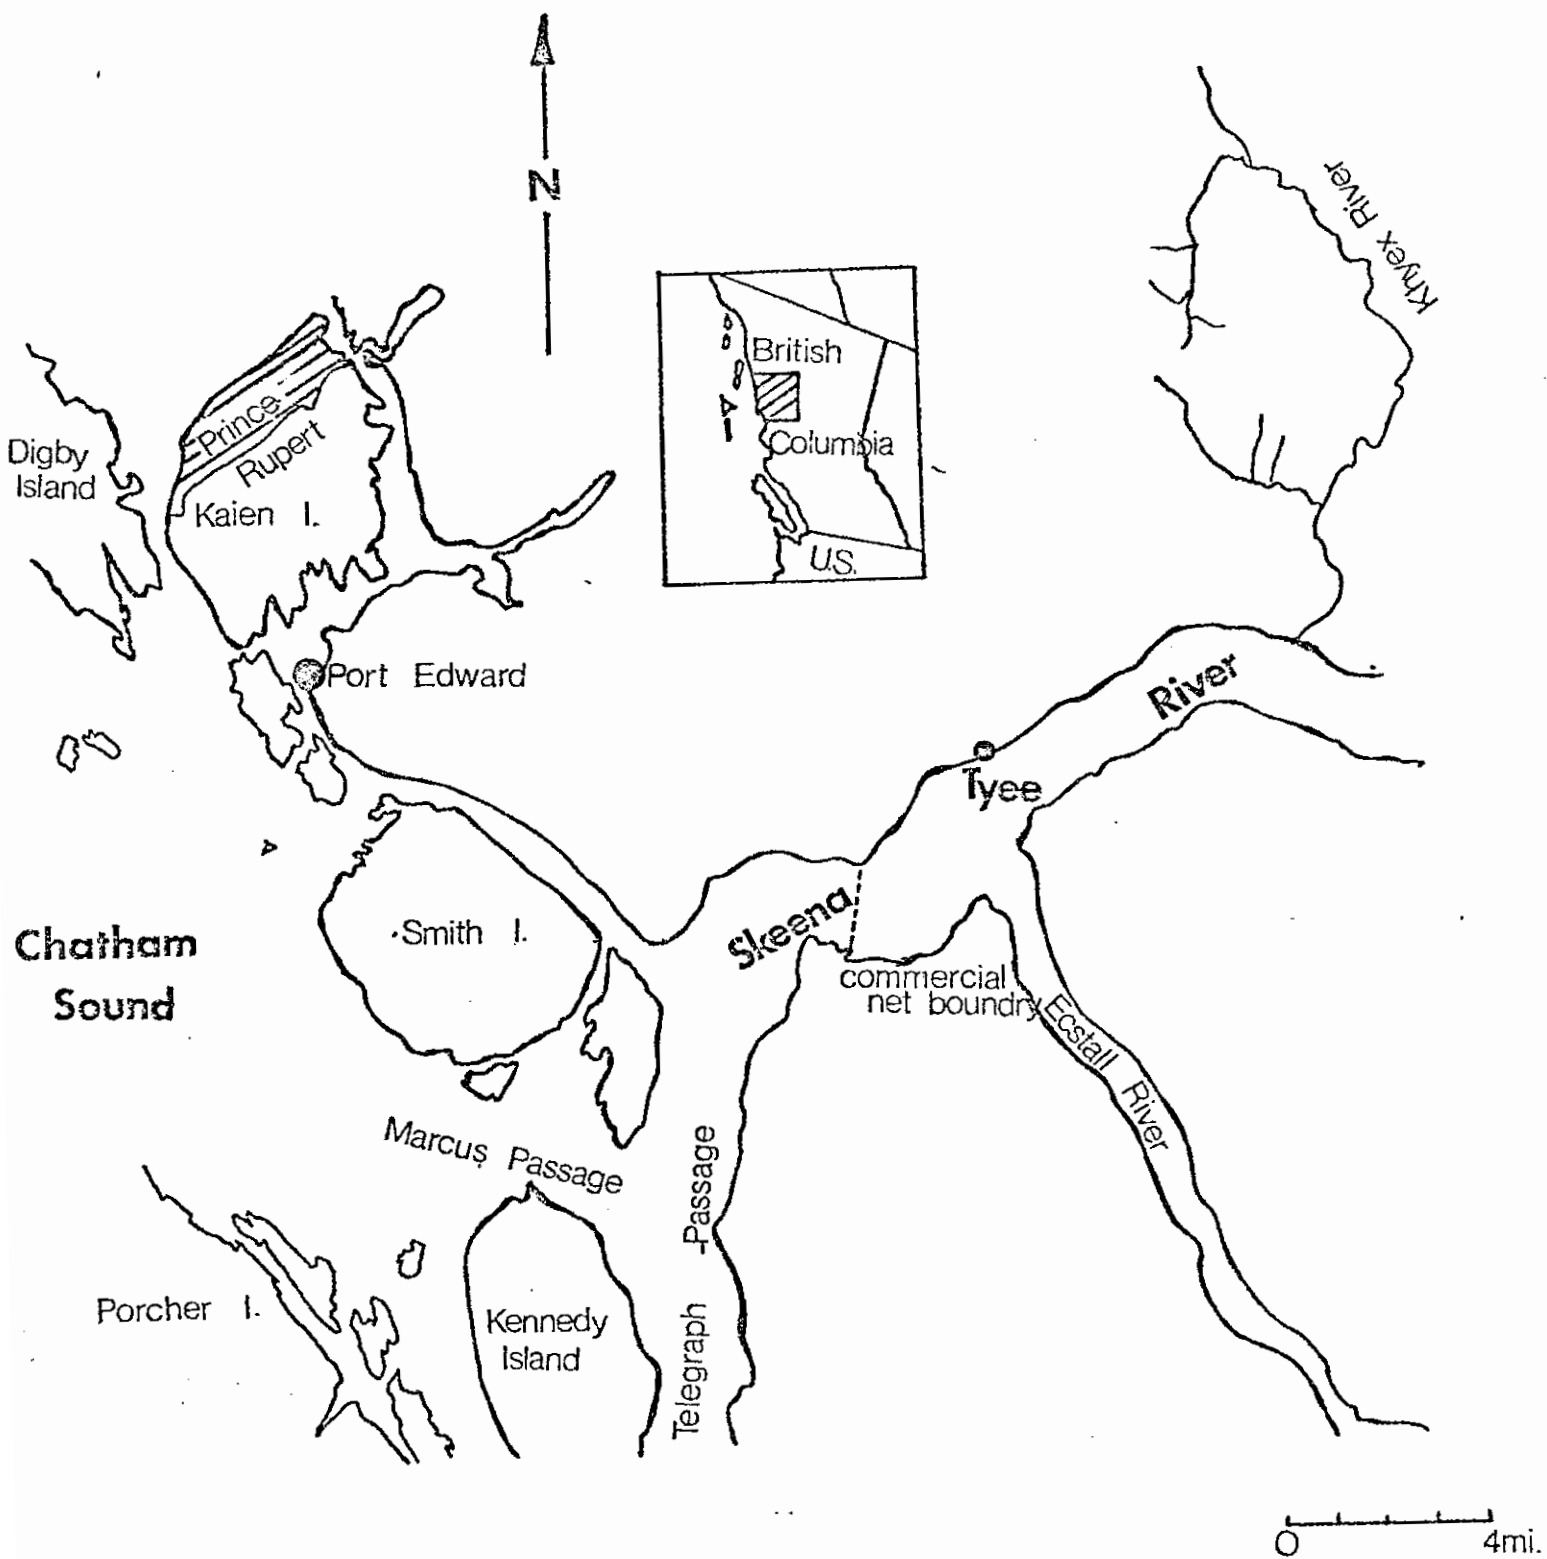 N
Khyex River
British
Columbia
U.S.
Prince
Rupert
Digby
Island
Kaien I.
Port Edward
River
Tyee
Skeena
Smith I.
Chatham
Sound
commercial
net boundry
Ecstall River
Marcus Passage
Telegraph Passage
Porcher I.
Kennedy
Island
0 4mi.